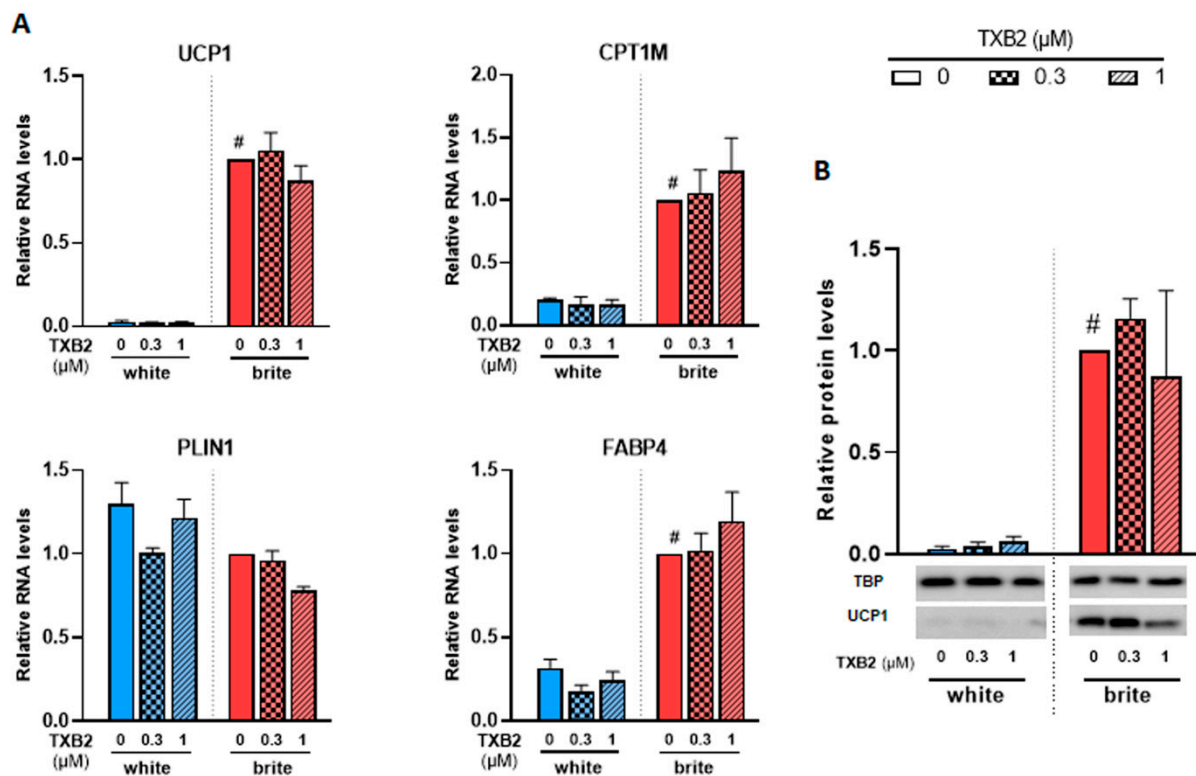 A
UCP1
Relative RNA levels
1.5
1.0
0.5
0.0
#
TXB2 0 0.3 1 0 0.3 1
(µM)
white brite
CPT1M
Relative RNA levels
2.0
1.5
1.0
0.5
0.0
#
TXB2 0 0.3 1 0 0.3 1
(µM)
white brite
TXB2 (µM)
0 0.3 1
PLIN1
Relative RNA levels
1.5
1.0
0.5
0.0
TXB2 0 0.3 1 0 0.3 1
(µM)
white brite
FABP4
Relative RNA levels
1.5
1.0
0.5
0.0
#
TXB2 0 0.3 1 0 0.3 1
(µM)
white brite
B
Relative protein levels
1.5
1.0
0.5
0.0
#
TBP
UCP1
TXB2 (µM) 0 0.3 1 0 0.3 1
white brite